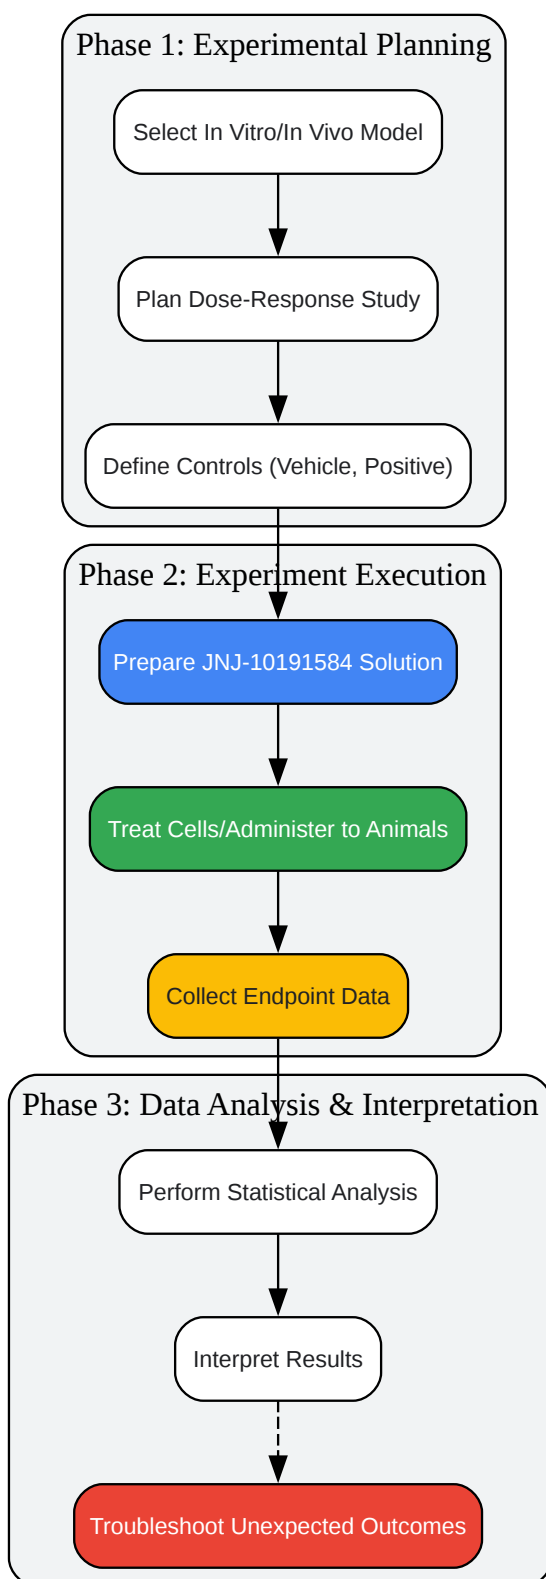 Phase 1: Experimental Planning
Select In Vitro/In Vivo Model
Plan Dose-Response Study
Define Controls (Vehicle, Positive)
Phase 2: Experiment Execution
Prepare JNJ-10191584 Solution
Treat Cells/Administer to Animals
Collect Endpoint Data
Phase 3: Data Analysis & Interpretation
Perform Statistical Analysis
Interpret Results
Troubleshoot Unexpected Outcomes